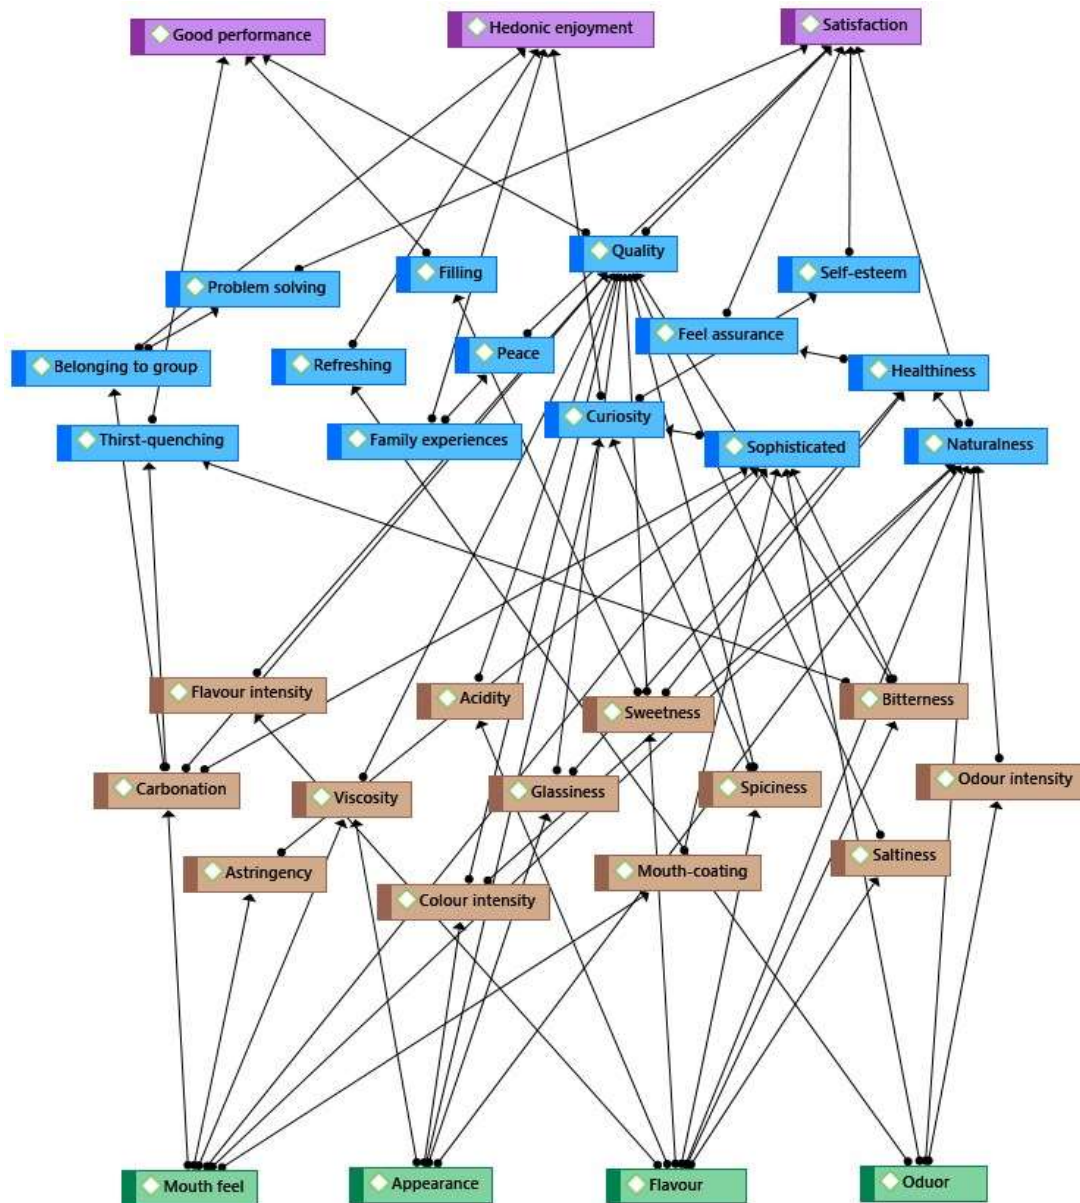 Good performance
Hedonic enjoyment
Satisfaction
Quality
Problem solving
Filling
Self-esteem
Feel assurance
Belonging to group
Refreshing
Peace
Healthiness
Thirst-quenching
Family experiences
Curiosity
Sophisticated
Naturalness
Flavour intensity
Acidity
Sweetness
Bitterness
Carbonation
Viscosity
Glassiness
Spiciness
Odour intensity
Astringency
Colour intensity
Mouth-coating
Saltiness
Mouth feel
Appearance
Flavour
Oduor